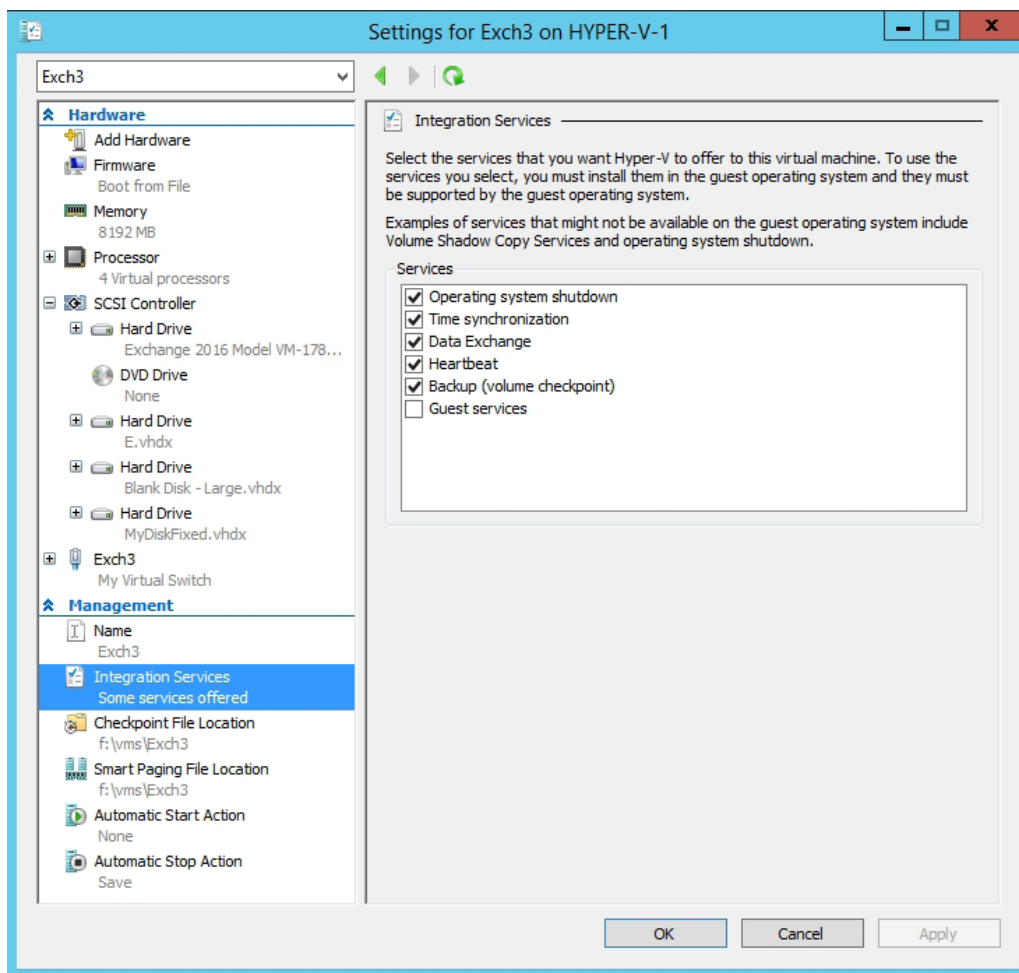 Settings for Exch3 on HYPER-V-1
Exch3
Hardware
Add Hardware
Firmware
Boot from File
Memory
8192 MB
Processor
4 Virtual processors
SCSI Controller
Hard Drive
Exchange 2016 Model VM-178...
DVD Drive
None
Hard Drive
E.vhdx
Hard Drive
Blank Disk - Large.vhdx
Hard Drive
MyDiskFixed.vhdx
Exch3
My Virtual Switch
Management
Name
Exch3
Integration Services
Some services offered
Checkpoint File Location
f:\vms\Exch3
Smart Paging File Location
f:\vms\Exch3
Automatic Start Action
None
Automatic Stop Action
Save
Integration Services
Select the services that you want Hyper-V to offer to this virtual machine. To use the
services you select, you must install them in the guest operating system and they must
be supported by the guest operating system.
Examples of services that might not be available on the guest operating system include
Volume Shadow Copy Services and operating system shutdown.
Services
Operating system shutdown
Time synchronization
Data Exchange
Heartbeat
Backup (volume checkpoint)
Guest services
OK
Cancel
Apply